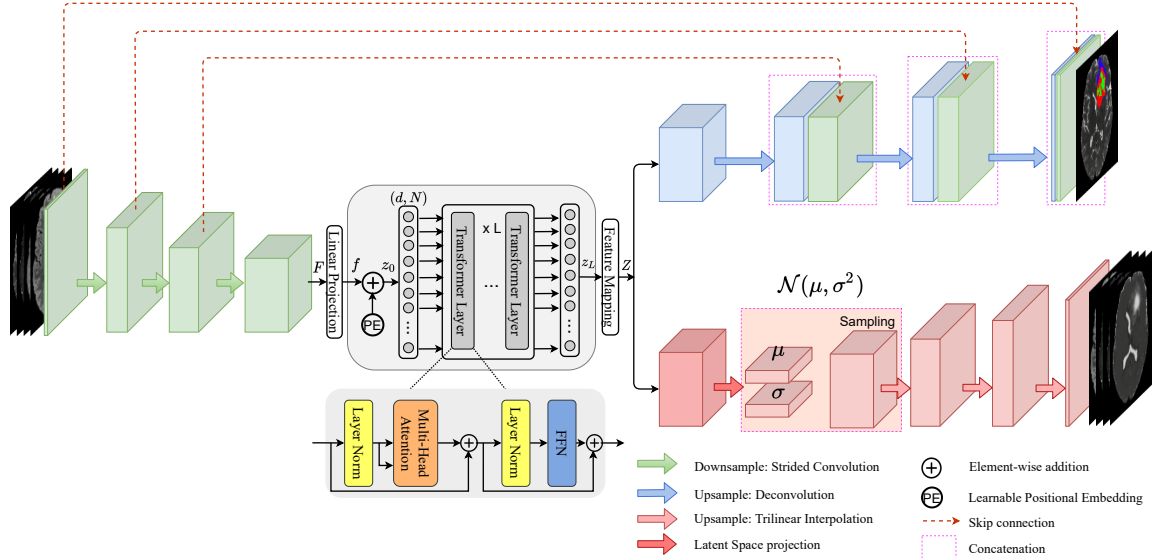 (d, N)
F
Linear Projection
f
PE
z0
Transformer Layer
x L
...
Transformer Layer
...
...
zL
Feature Mapping
Z
Layer Norm
Multi-Head
Attention
Layer Norm
FFN
N(μ, σ²)
Sampling
μ
σ
Downsample: Strided Convolution
Upsample: Deconvolution
Upsample: Trilinear Interpolation
Latent Space projection
Element-wise addition
PE
Learnable Positional Embedding
Skip connection
Concatenation